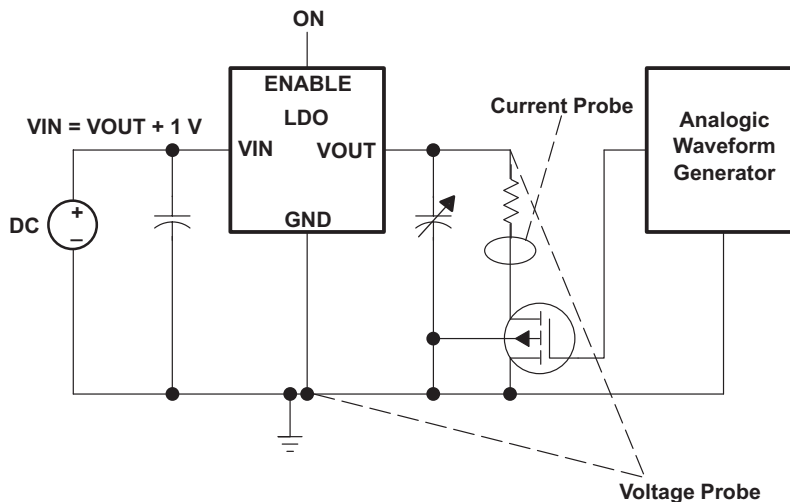 ON
ENABLE
LDO
VIN = VOUT + 1 V
VIN
VOUT
GND
DC
+
–
Current Probe
Analogic
Waveform
Generator
Voltage Probe